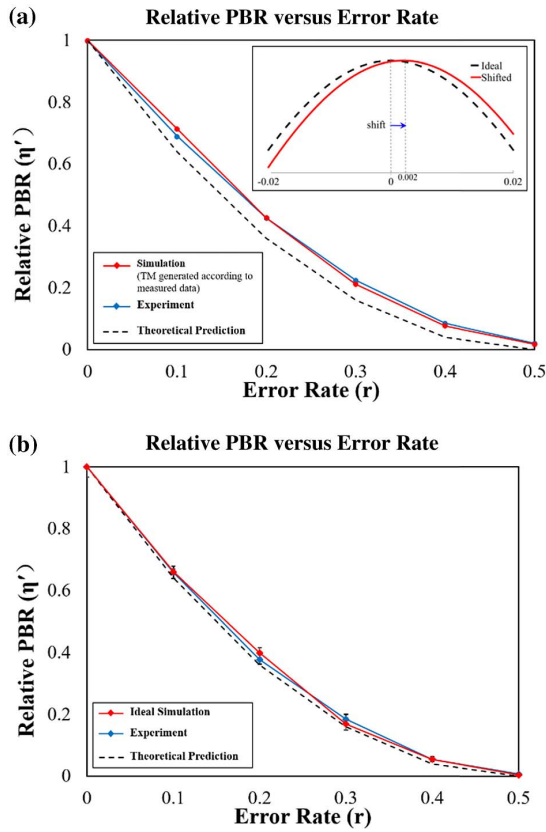 (a)
Relative PBR versus Error Rate
Relative PBR (η′)
1
0.8
0.6
0.4
0.2
0
Ideal
Shifted
shift
-0.02
0
0.002
0.02
Simulation
(TM generated according to
measured data)
Experiment
Theoretical Prediction
0
0.1
0.2
0.3
0.4
0.5
Error Rate (r)
(b)
Relative PBR versus Error Rate
Relative PBR (η′)
1
0.8
0.6
0.4
0.2
0
Ideal Simulation
Experiment
Theoretical Prediction
0
0.1
0.2
0.3
0.4
0.5
Error Rate (r)